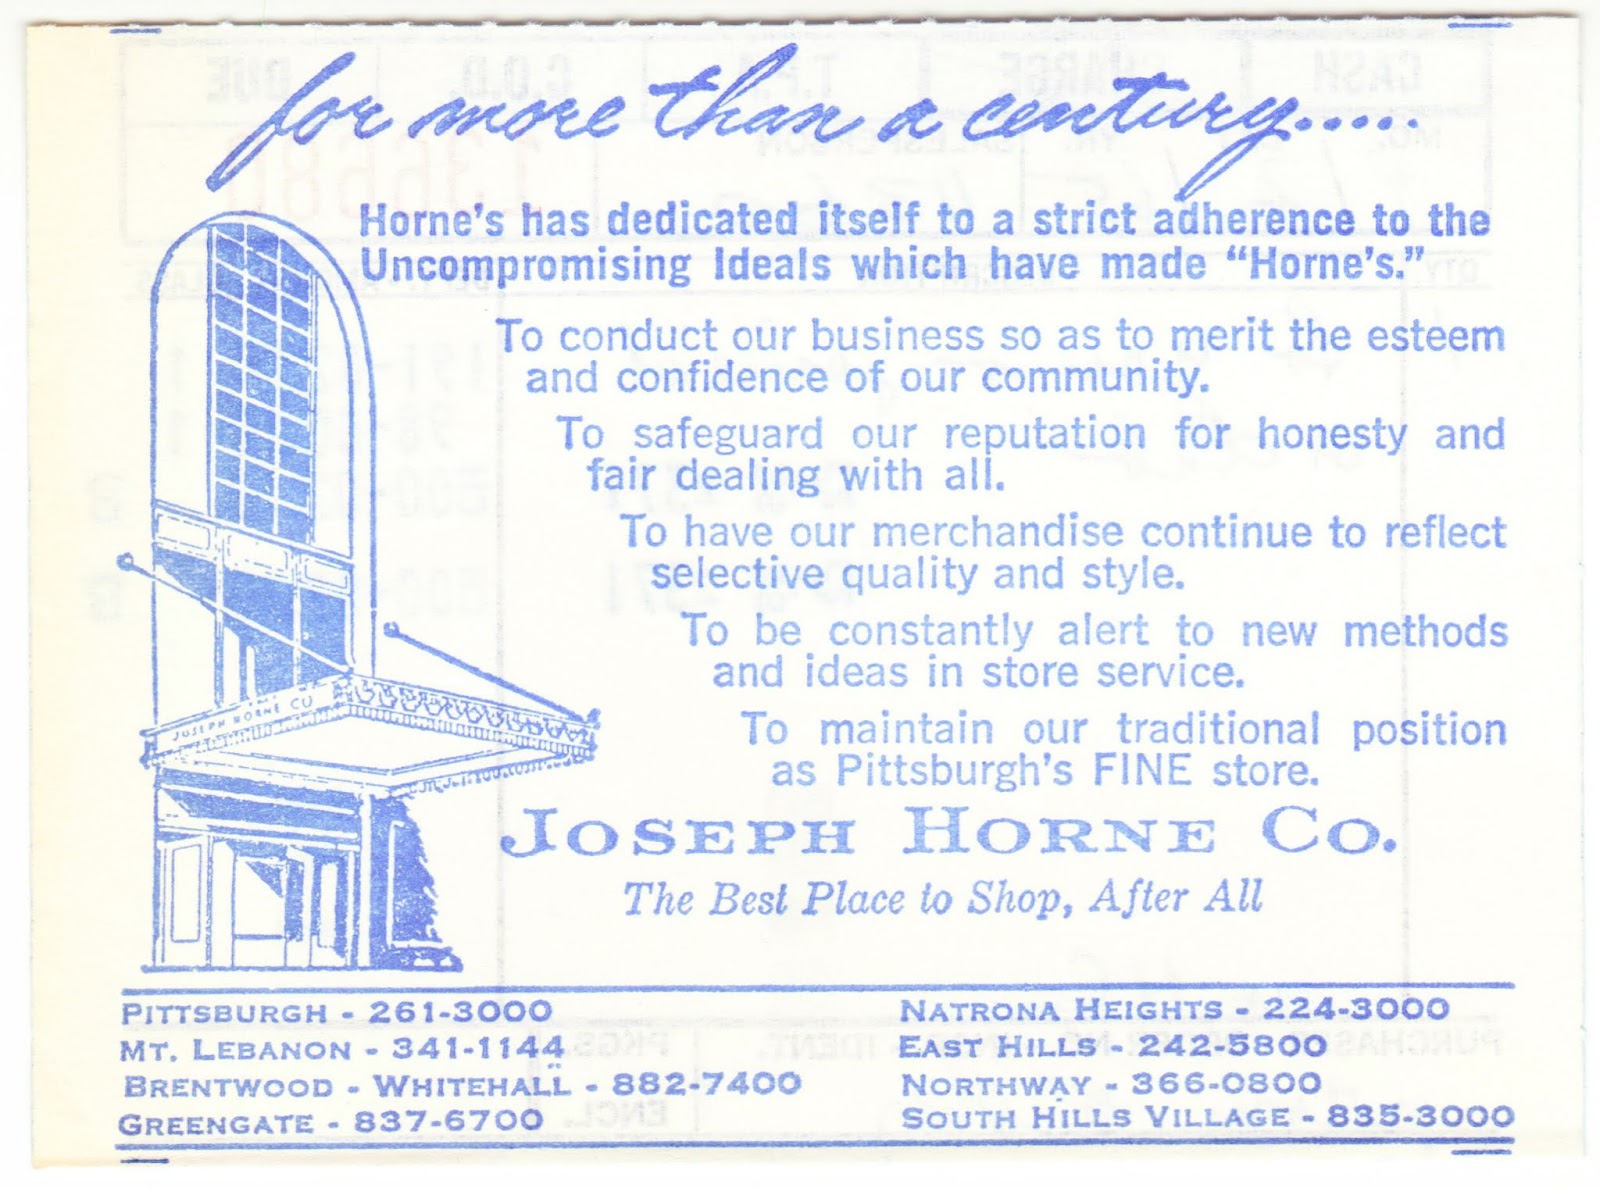 for more than a century.....
Horne's has dedicated itself to a strict adherence to the
Uncompromising Ideals which have made "Horne's."
To conduct our business so as to merit the esteem
and confidence of our community.
To safeguard our reputation for honesty and
fair dealing with all.
To have our merchandise continue to reflect
selective quality and style.
To be constantly alert to new methods
and ideas in store service.
To maintain our traditional position
as Pittsburgh's FINE store.
JOSEPH HORNE CO
JOSEPH HORNE CO.
The Best Place to Shop, After All
PITTSBURGH - 261-3000
MT. LEBANON - 341-1144
BRENTWOOD - WHITEHALL - 882-7400
GREENGATE - 837-6700
NATRONA HEIGHTS - 224-3000
EAST HILLS - 242-5800
NORTHWAY - 366-0800
SOUTH HILLS VILLAGE - 835-3000